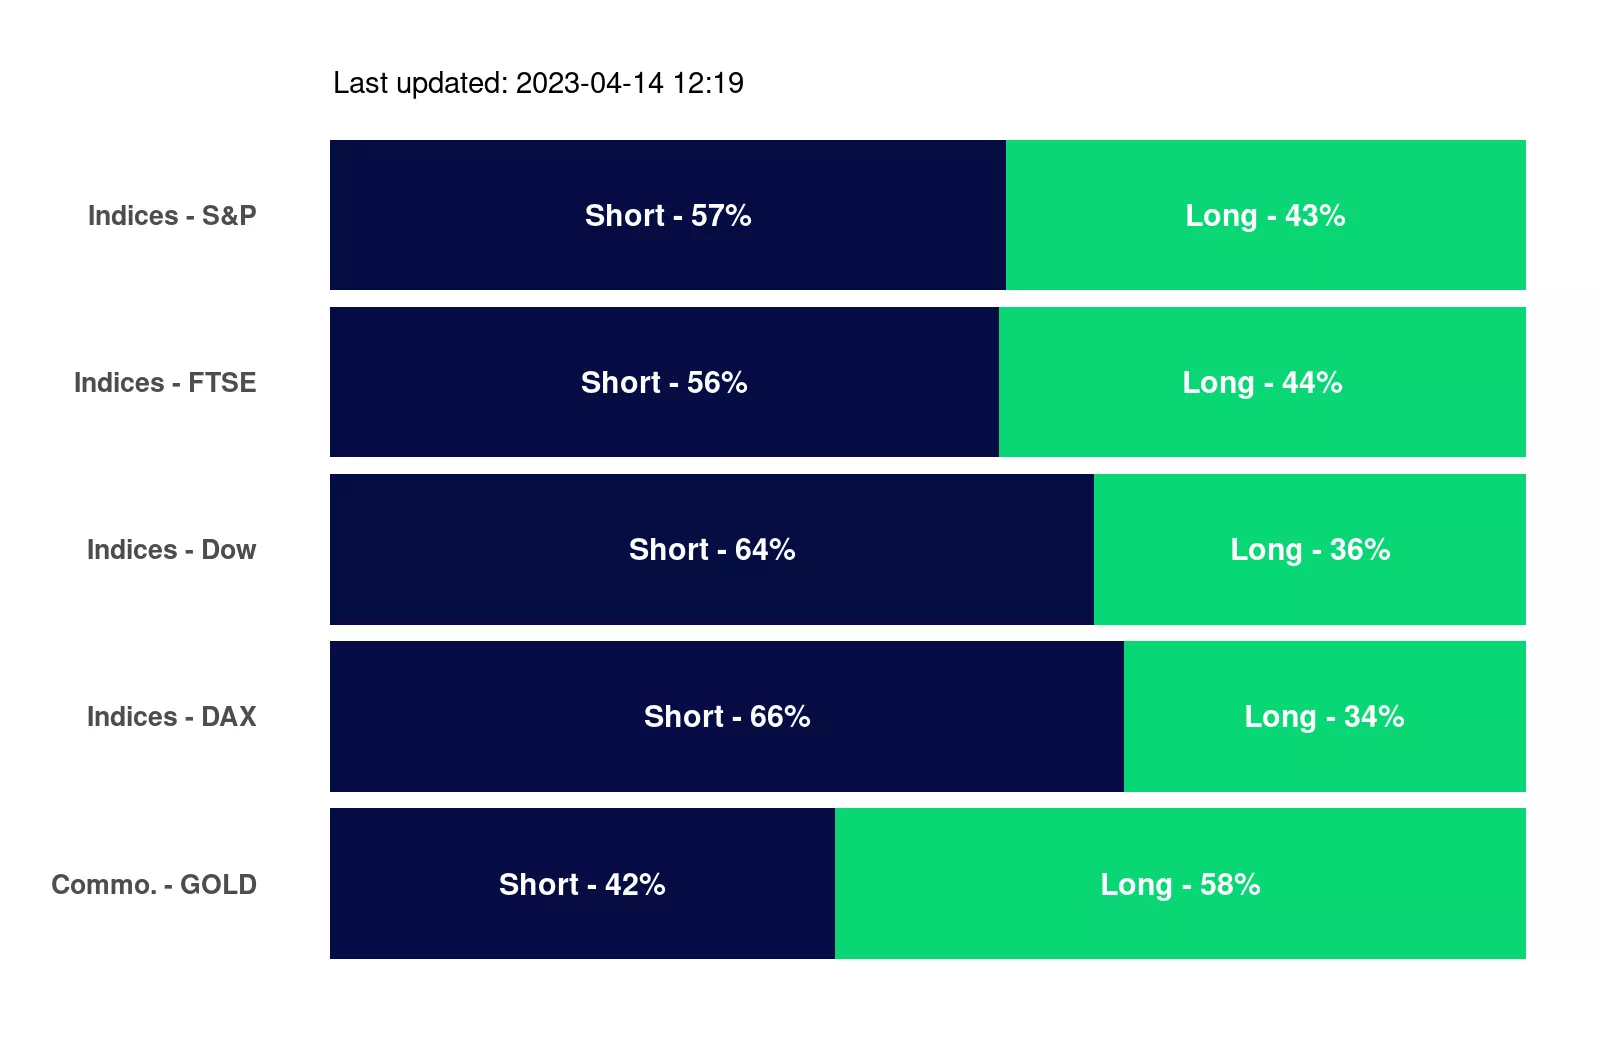 Last updated: 2023-04-14 12:19
Indices - S&P Short - 57% Long - 43%
Indices - FTSE Short - 56% Long - 44%
Indices - Dow Short - 64% Long - 36%
Indices - DAX Short - 66% Long - 34%
Commo. - GOLD Short - 42% Long - 58%